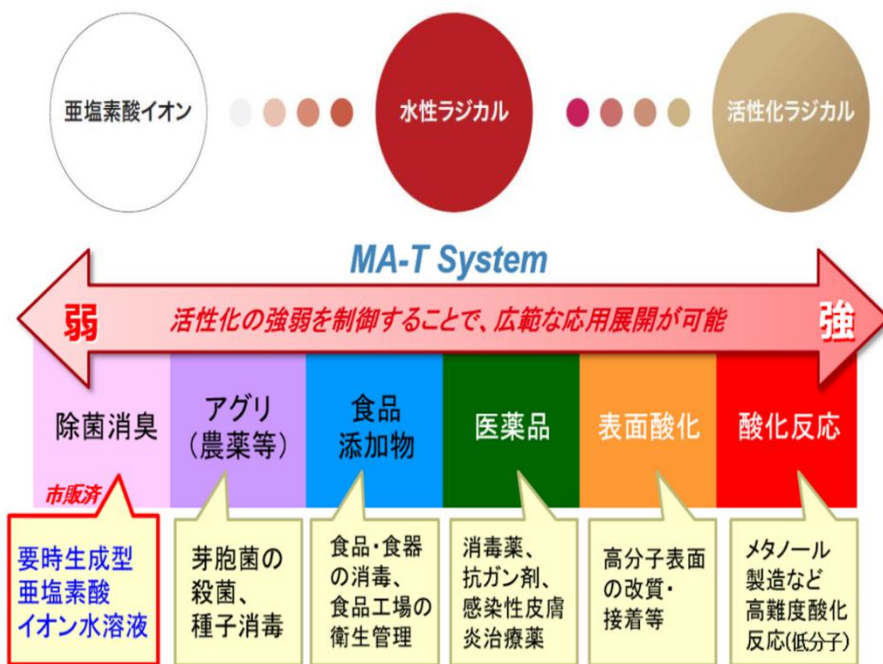 亜塩素酸イオン
水性ラジカル
活性化ラジカル
MA-T System
弱
活性化の強弱を制御することで、広範な応用展開が可能
強
除菌消臭
アグリ
(農薬等)
食品
添加物
医薬品
表面酸化
酸化反応
市販済
要時生成型
亜塩素酸
イオン水溶液
芽胞菌の
殺菌、
種子消毒
食品・食器
の消毒、
食品工場の
衛生管理
消毒薬、
抗ガン剤、
感染性皮膚
炎治療薬
高分子表面
の改質・
接着等
メタノール
製造など
高難度酸化
反応(低分子)